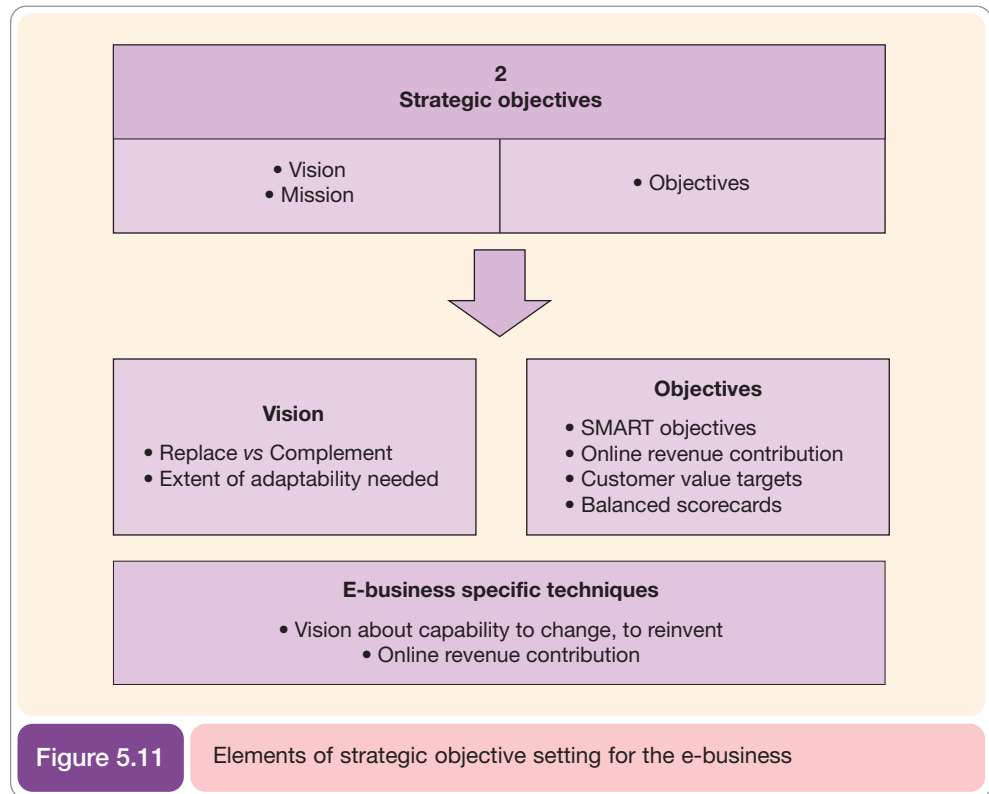 2
Strategic objectives
• Vision
• Mission
• Objectives
Vision
• Replace vs Complement
• Extent of adaptability needed
Objectives
• SMART objectives
• Online revenue contribution
• Customer value targets
• Balanced scorecards
E-business specific techniques
• Vision about capability to change, to reinvent
• Online revenue contribution
Figure 5.11
Elements of strategic objective setting for the e-business